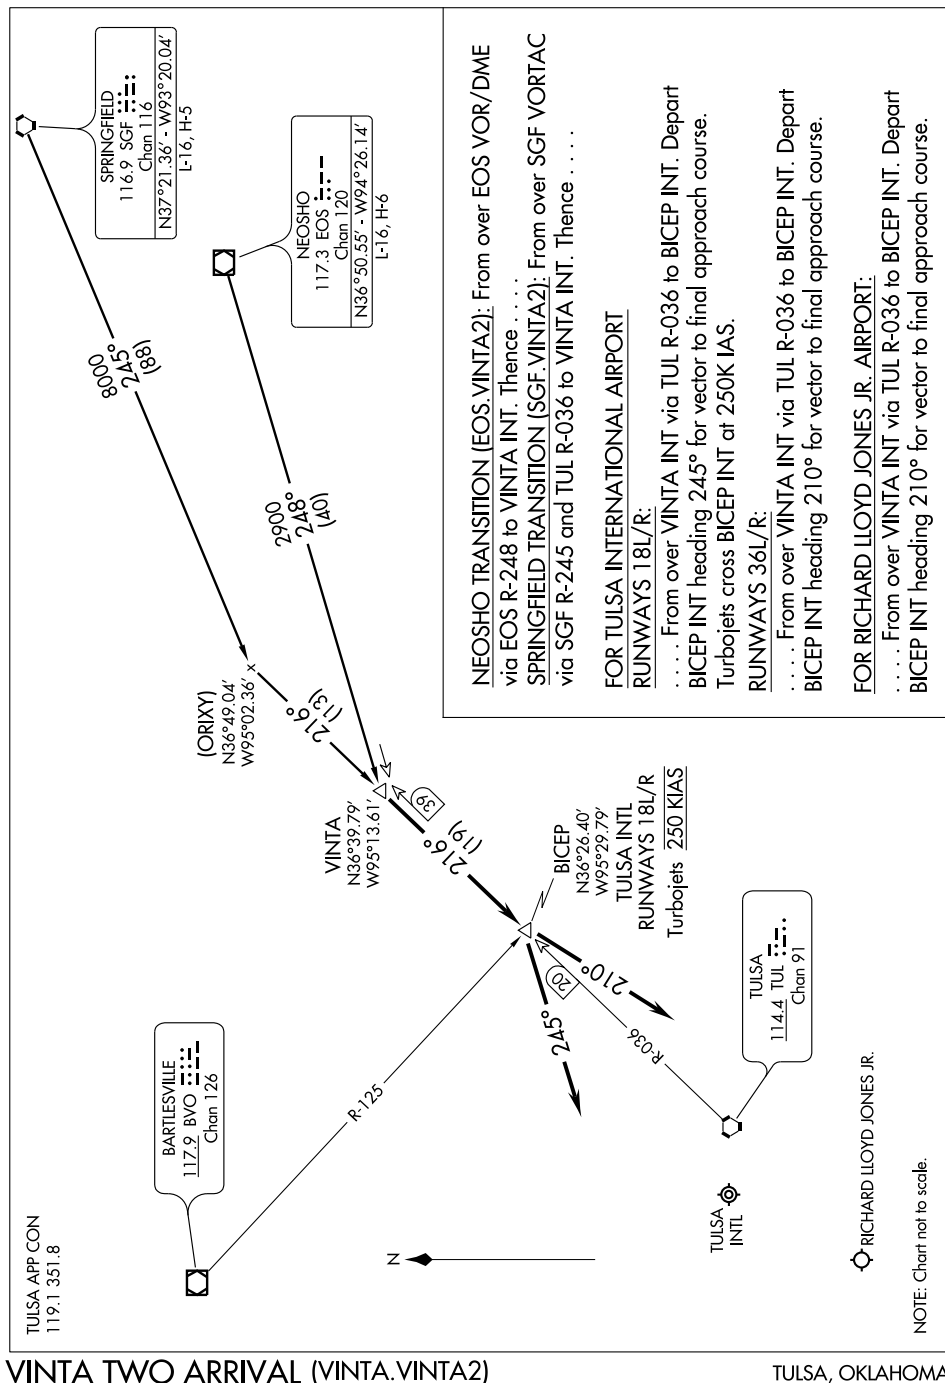 TULSA APP CON
119.1 351.8
SPRINGFIELD
116.9 SGF
Chan 116
N37°21.36' - W93°20.04'
L-16, H-5
NEOSHO
117.3 EOS
Chan 120
N36°50.55' - W94°26.14'
L-16, H-6
8000
245°
(88)
2900
248°
(40)
(ORIXY)
N36°49.04'
W95°02.36'
x
216°
(13)
VINTA
N36°39.79'
W95°13.61'
39
216°
(19)
BICEP
N36°26.40'
W95°29.79'
TULSA INTL
RUNWAYS 18L/R
Turbojets 250 KIAS
BARTLESVILLE
117.9 BVO
Chan 126
R-125
245°
20
210°
R-036
TULSA
114.4 TUL
Chan 91
N
TULSA
INTL
RICHARD LLOYD JONES JR.
NOTE: Chart not to scale.
NEOSHO TRANSITION (EOS.VINTA2): From over EOS VOR/DME
via EOS R-248 to VINTA INT. Thence . . . .
SPRINGFIELD TRANSITION (SGF.VINTA2): From over SGF VORTAC
via SGF R-245 and TUL R-036 to VINTA INT. Thence . . . .
FOR TULSA INTERNATIONAL AIRPORT
RUNWAYS 18L/R:
. . . . From over VINTA INT via TUL R-036 to BICEP INT. Depart
BICEP INT heading 245° for vector to final approach course.
Turbojets cross BICEP INT at 250K IAS.
RUNWAYS 36L/R:
. . . . From over VINTA INT via TUL R-036 to BICEP INT. Depart
BICEP INT heading 210° for vector to final approach course.
FOR RICHARD LLOYD JONES JR. AIRPORT:
. . . . From over VINTA INT via TUL R-036 to BICEP INT. Depart
BICEP INT heading 210° for vector to final approach course.
VINTA TWO ARRIVAL (VINTA.VINTA2)
TULSA, OKLAHOMA